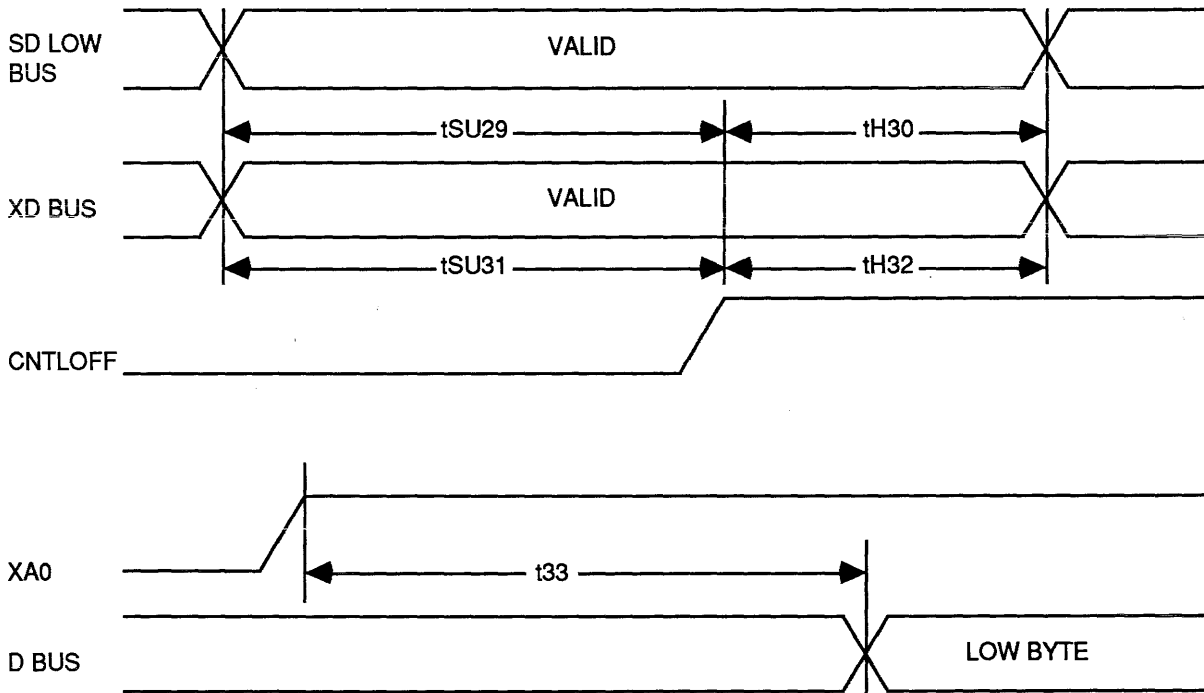 SD LOW
BUS
VALID
tSU29
tH30
XD BUS
VALID
tSU31
tH32
CNTLOFF
XA0
t33
D BUS
LOW BYTE